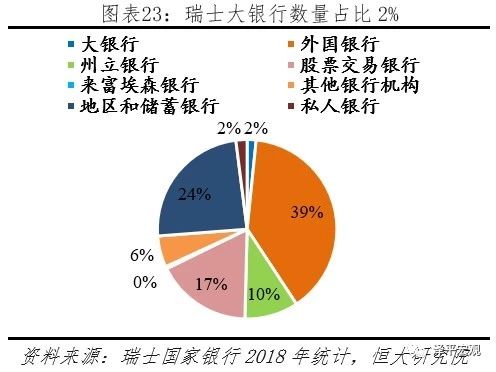 图表23：瑞士大银行数量占比 2%
大银行 外国银行
州立银行 股票交易银行
来富埃森银行 其他银行机构
地区和储蓄银行 私人银行
2% 2%
24%
39%
6%
0%
17%
10%
资料来源：瑞士国家银行 2018 年统计，恒大研究院